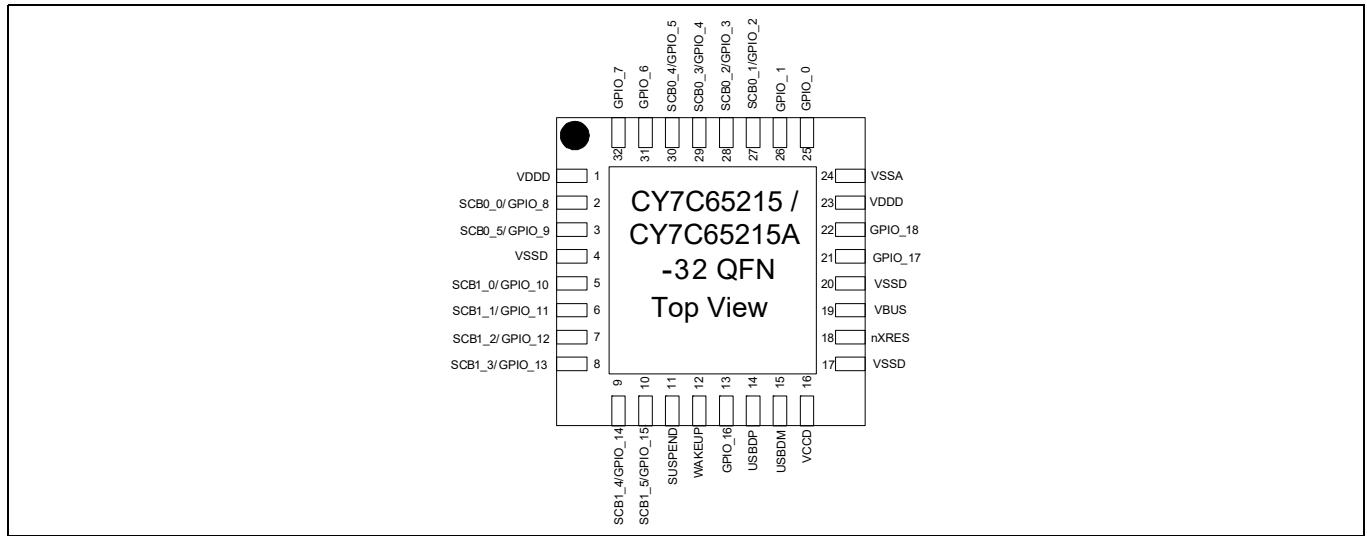 GPIO_7
GPIO_6
SCB0_4/GPIO_5
SCB0_3/GPIO_4
SCB0_2/GPIO_3
SCB0_1/GPIO_2
GPIO_1
GPIO_0
32
31
30
29
28
27
26
25
VDDD 1
SCB0_0/ GPIO_8 2
SCB0_5/ GPIO_9 3
VSSD 4
SCB1_0/ GPIO_10 5
SCB1_1/ GPIO_11 6
SCB1_2/ GPIO_12 7
SCB1_3/ GPIO_13 8
CY7C65215 /
CY7C65215A
-32 QFN
Top View
24 VSSA
23 VDDD
22 GPIO_18
21 GPIO_17
20 VSSD
19 VBUS
18 nXRES
17 VSSD
9
10
11
12
13
14
15
16
SCB1_4/GPIO_14
SCB1_5/GPIO_15
SUSPEND
WAKEUP
GPIO_16
USBDP
USBDM
VCCD